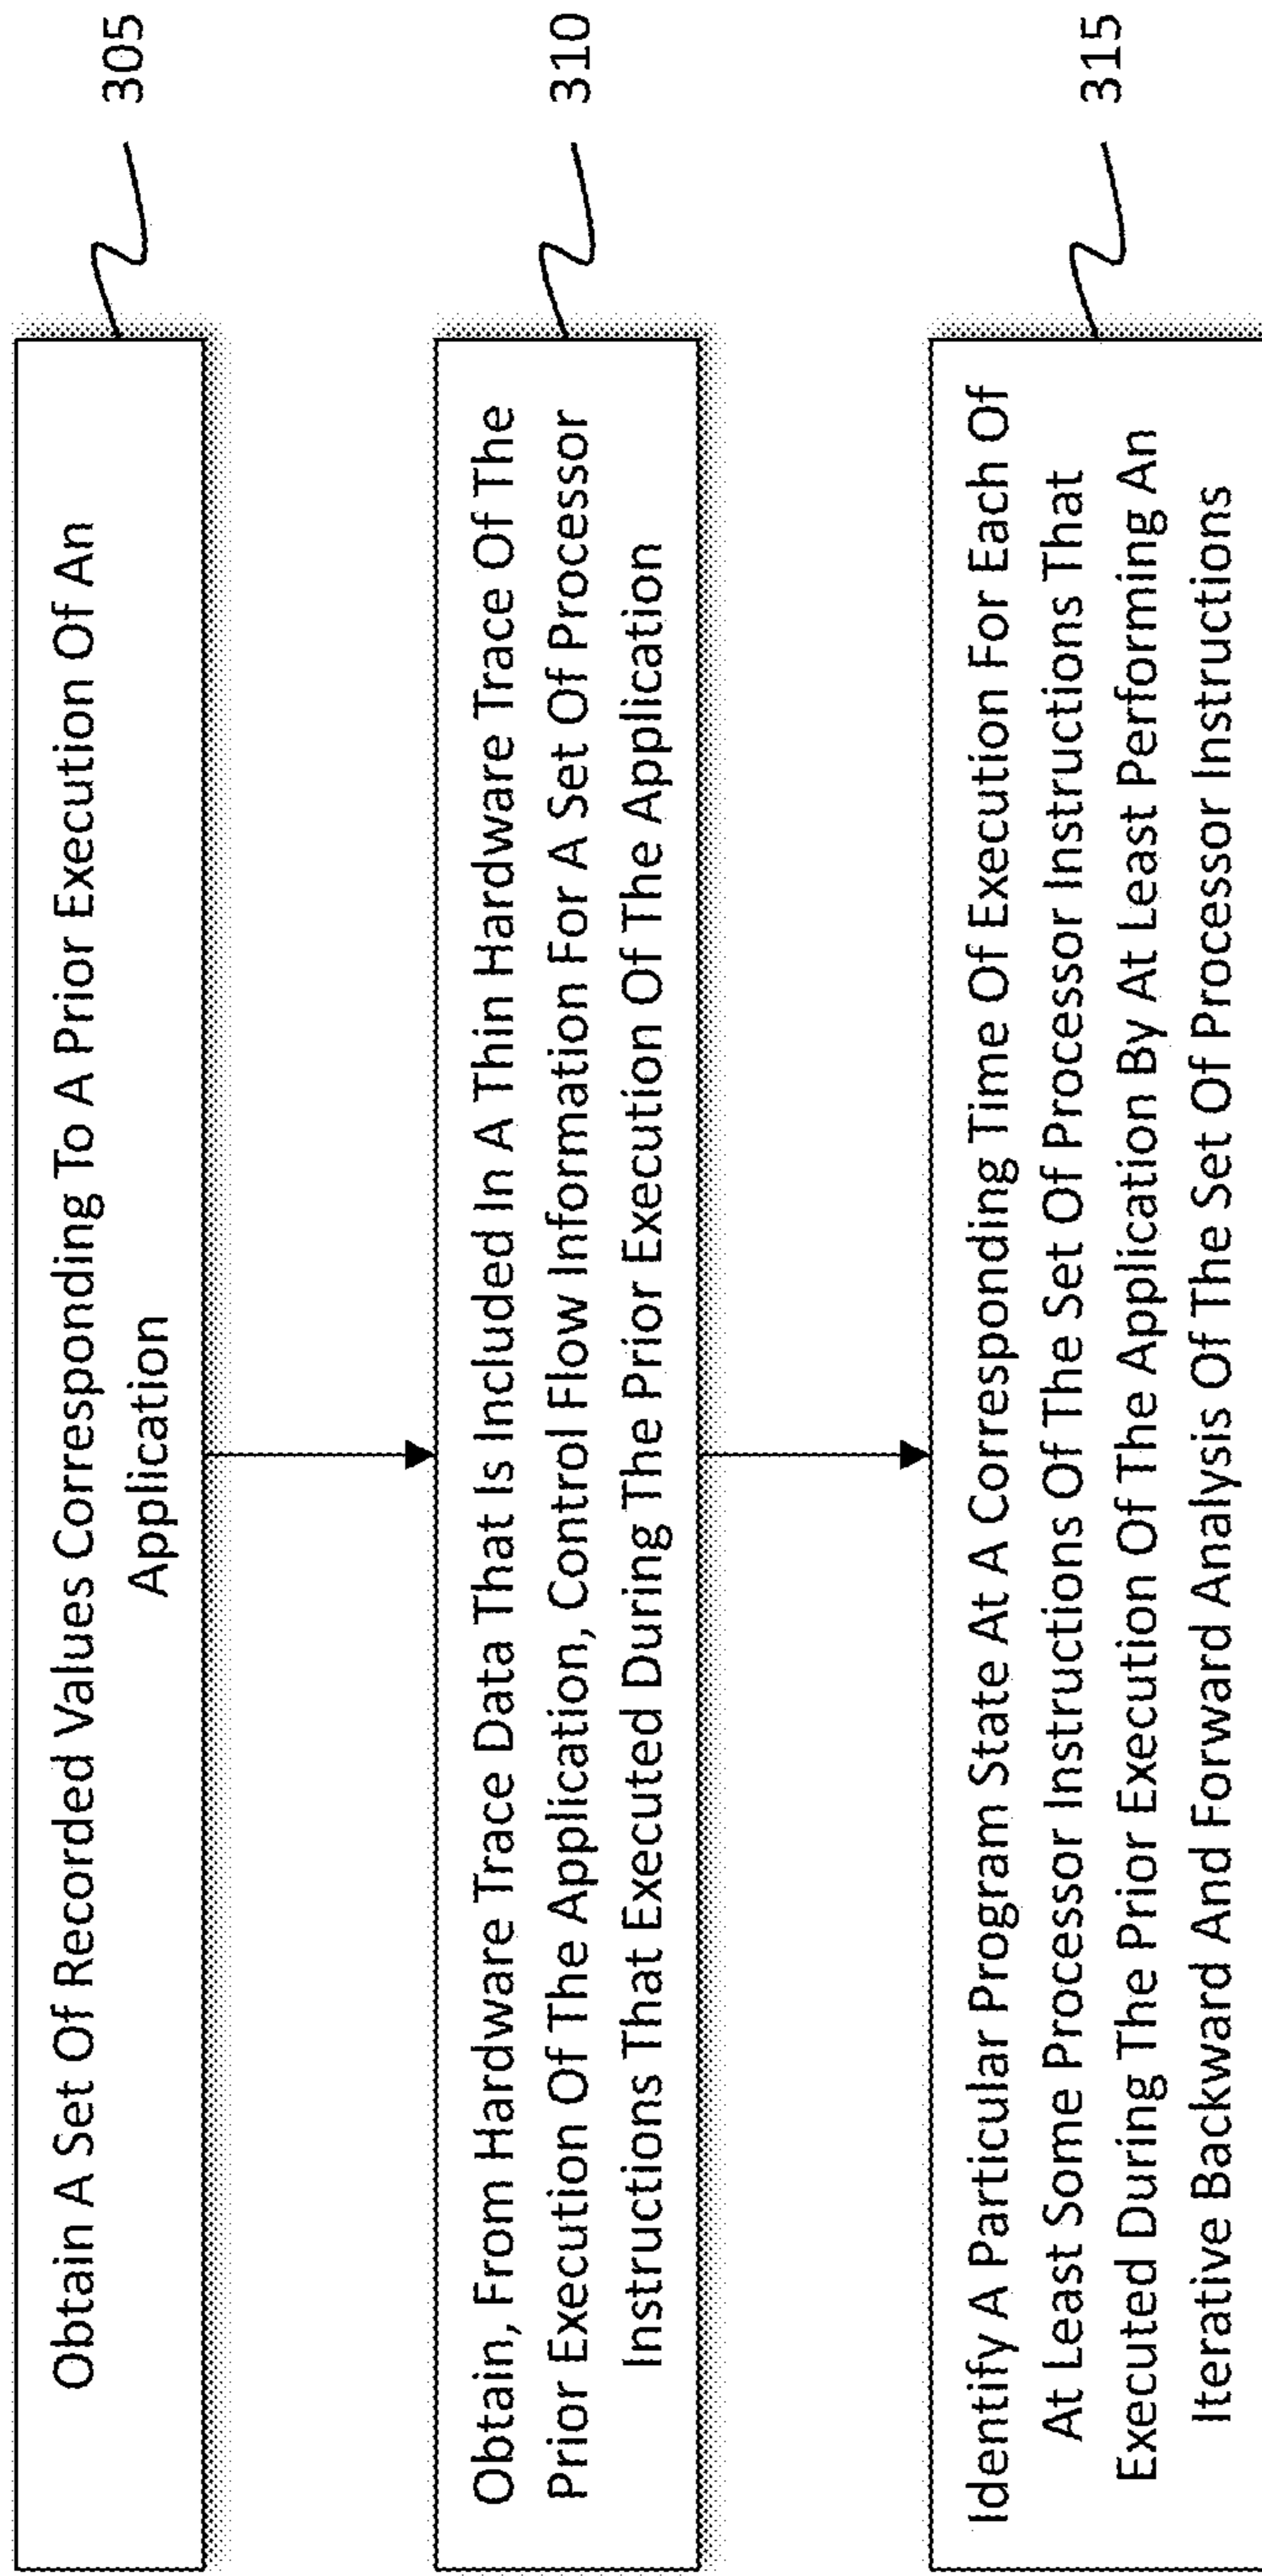 Obtain A Set Of Recorded Values Corresponding To A Prior Execution Of An
Application
305
Obtain, From Hardware Trace Data That Is Included In A Thin Hardware Trace Of The
Prior Execution Of The Application, Control Flow Information For A Set Of Processor
Instructions That Executed During The Prior Execution Of The Application
310
Identify A Particular Program State At A Corresponding Time Of Execution For Each Of
At Least Some Processor Instructions Of The Set Of Processor Instructions That
Executed During The Prior Execution Of The Application By At Least Performing An
Iterative Backward And Forward Analysis Of The Set Of Processor Instructions
315